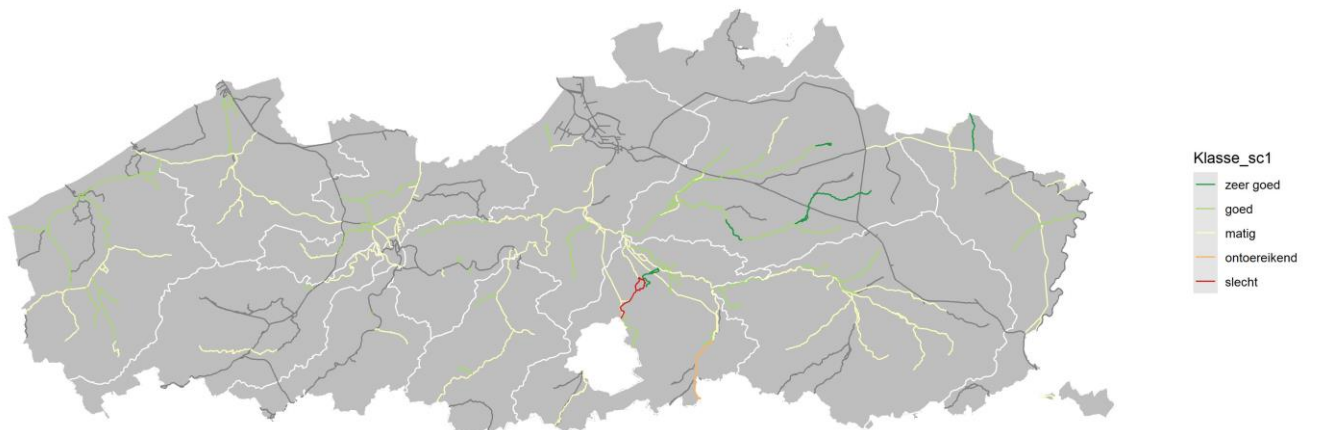 Klasse_sc1
zeer goed
goed
matig
ontoereikend
slecht